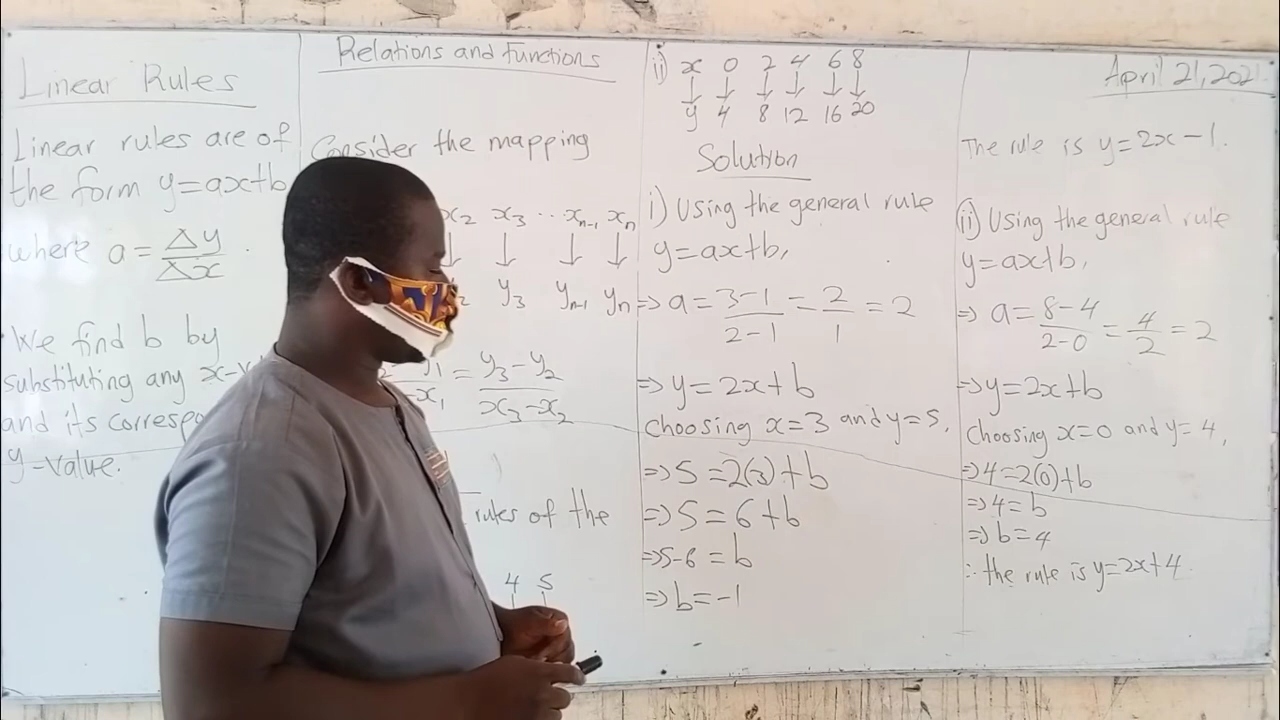 Linear Rules
Linear rules are of
the form y=ax+b
where a = Δy/Δx .
We find b by
substituting any x-v
and its correspo
y-value.
Relations and functions
Consider the mapping
x₂ x₃ ... xₙ₋₁ xₙ
↓ ↓ ↓ ↓
₂ y₃ yₙ₋₁ yₙ
y₁/-x₁ = y₃-y₂/x₃-x₂
rules of the
4 5
ii) x 0 2 4 6 8
↓ ↓ ↓ ↓ ↓ ↓
y 4 8 12 16 20
Solution
i) Using the general rule
y=ax+b,
⇒ a = 3-1/2-1 = 2/1 = 2
⇒ y = 2x+b
Choosing x=3 and y=5,
⇒ 5 = 2(3)+b
⇒ 5 = 6+b
⇒ 5-6 = b
⇒ b = -1
April 21, 202
The rule is y=2x-1.
ii) Using the general rule
y=ax+b,
⇒ a = 8-4/2-0 = 4/2 = 2
⇒ y=2x+b
Choosing x=0 and y=4,
⇒ 4=2(0)+b
⇒ 4=b
⇒ b=4
∴ the rule is y=2x+4.